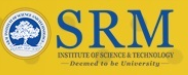 SRM
INSTITUTE OF SCIENCE & TECHNOLOGY
Deemed to be University